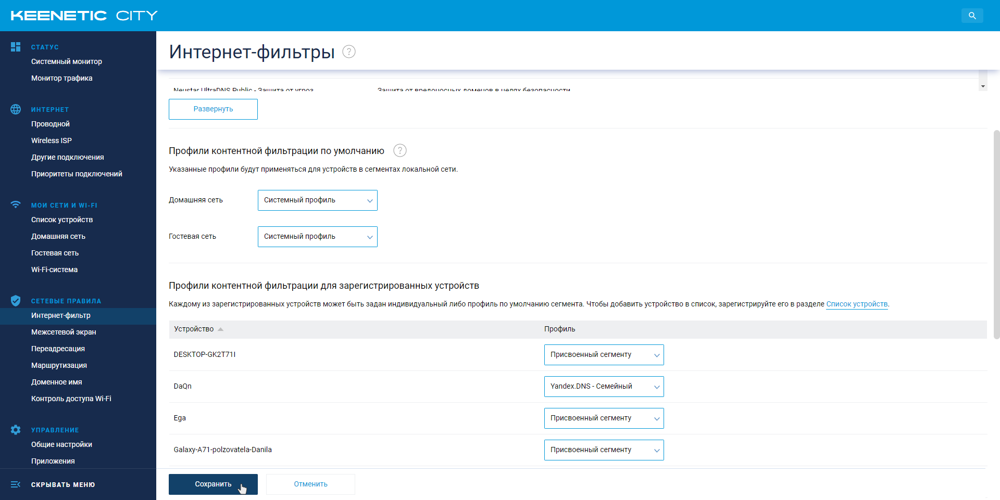 KEENETIC CITY
СТАТУС
Системный монитор
Монитор трафика
ИНТЕРНЕТ
Проводной
Wireless ISP
Другие подключения
Приоритеты подключений
МОИ СЕТИ И WI-FI
Список устройств
Домашняя сеть
Гостевая сеть
Wi-Fi-система
СЕТЕВЫЕ ПРАВИЛА
Интернет-фильтр
Межсетевой экран
Переадресация
Маршрутизация
Доменное имя
Контроль доступа Wi-Fi
УПРАВЛЕНИЕ
Общие настройки
Приложения
СКРЫВАТЬ МЕНЮ
Интернет-фильтры ?
Neustar UltraDNS Public - Защита от угроз Защита от вредоносных доменов в целях безопасности
Развернуть
Профили контентной фильтрации по умолчанию ?
Указанные профили будут применяться для устройств в сегментах локальной сети.
Домашняя сеть Системный профиль
Гостевая сеть Системный профиль
Профили контентной фильтрации для зарегистрированных устройств
Каждому из зарегистрированных устройств может быть задан индивидуальный либо профиль по умолчанию сегмента. Чтобы добавить устройство в список, зарегистрируйте его в разделе Список устройств.
Устройство Профиль
DESKTOP-GK2T71I Присвоенный сегменту
DaQn Yandex.DNS - Семейный
Ega Присвоенный сегменту
Galaxy-A71-polzovatela-Danila Присвоенный сегменту
Сохранить Отменить